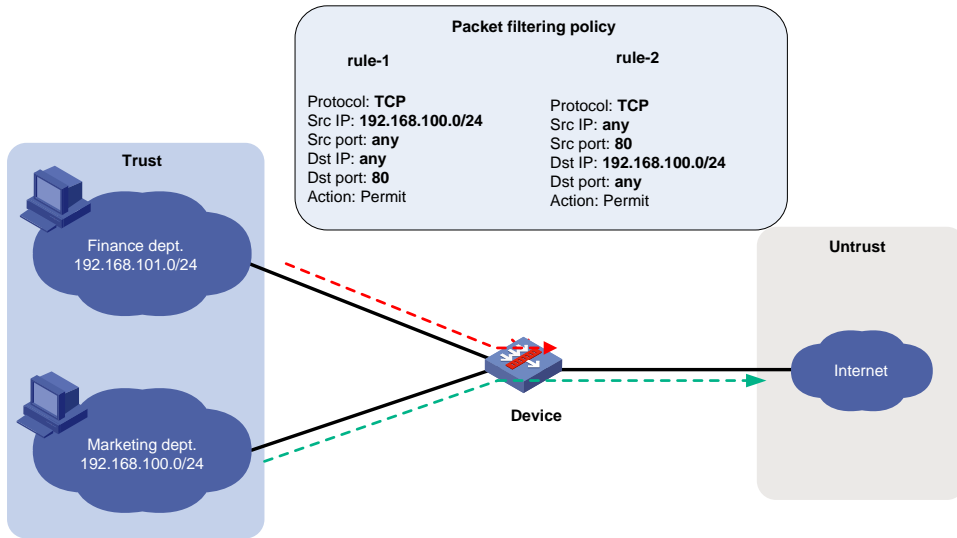 Packet filtering policy
rule-1
Protocol: TCP
Src IP: 192.168.100.0/24
Src port: any
Dst IP: any
Dst port: 80
Action: Permit
rule-2
Protocol: TCP
Src IP: any
Src port: 80
Dst IP: 192.168.100.0/24
Dst port: any
Action: Permit
Trust
Finance dept.
192.168.101.0/24
Marketing dept.
192.168.100.0/24
Device
Untrust
Internet